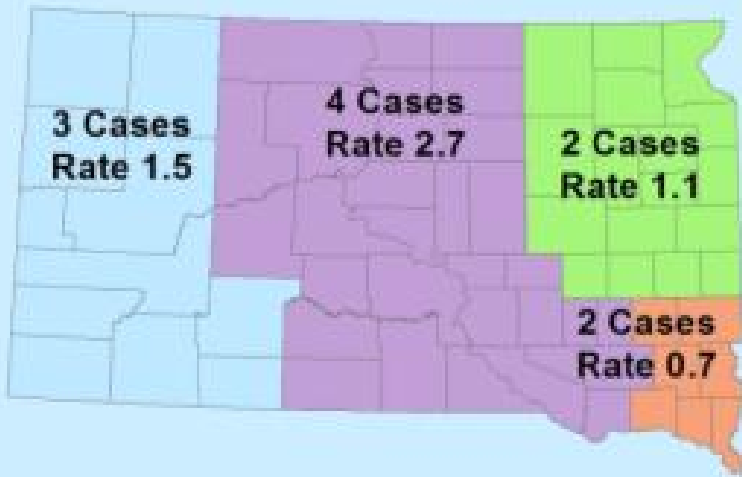 3 Cases
Rate 1.5
4 Cases
Rate 2.7
2 Cases
Rate 1.1
2 Cases
Rate 0.7